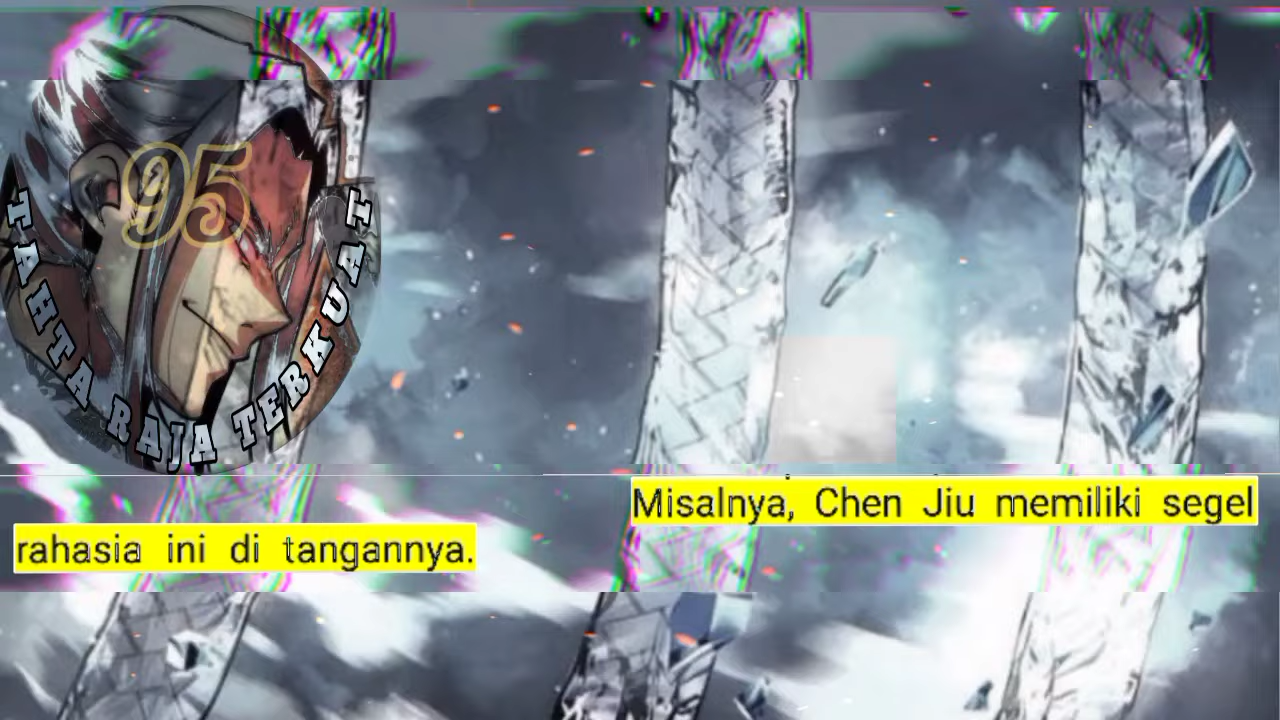 95
TAHTA RAJA TERKUAT
Misalnya, Chen Jiu memiliki segel
rahasia ini di tangannya.